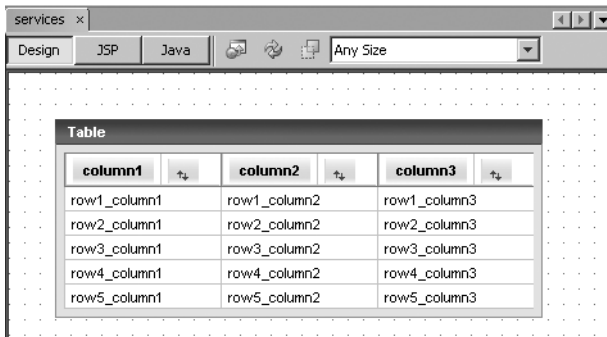 services ×
Design JSP Java Any Size
Table
column1 column2 column3
row1_column1 row1_column2 row1_column3
row2_column1 row2_column2 row2_column3
row3_column1 row3_column2 row3_column3
row4_column1 row4_column2 row4_column3
row5_column1 row5_column2 row5_column3